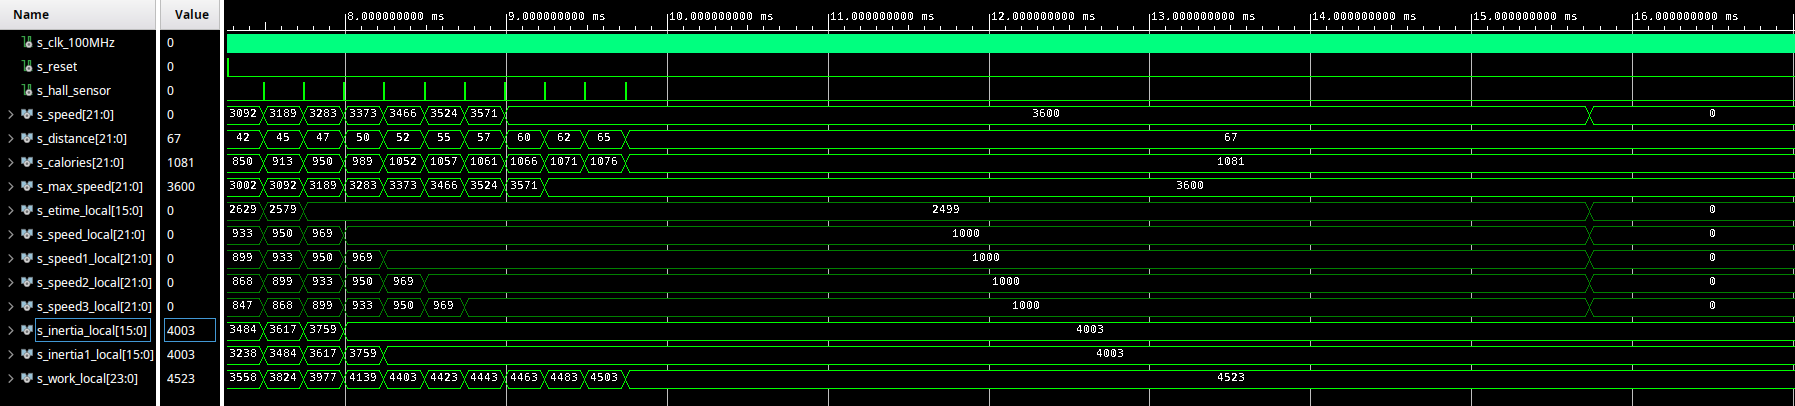 Name Value 8.000000000 ms 9.000000000 ms 10.000000000 ms 11.000000000 ms 12.000000000 ms 13.000000000 ms 14.000000000 ms 15.000000000 ms 16.000000000 ms
s_clk_100MHz 0
s_reset 0
s_hall_sensor 0
s_speed[21:0] 0 3092 3189 3283 3373 3466 3524 3571 3600 0
s_distance[21:0] 67 42 45 47 50 52 55 57 60 62 65 67
s_calories[21:0] 1081 850 913 950 989 1052 1057 1061 1066 1071 1076 1081
s_max_speed[21:0] 3600 3002 3092 3189 3283 3373 3466 3524 3571 3600
s_etime_local[15:0] 0 2629 2579 2499 0
s_speed_local[21:0] 0 933 950 969 1000 0
s_speed1_local[21:0] 0 899 933 950 969 1000 0
s_speed2_local[21:0] 0 868 899 933 950 969 1000 0
s_speed3_local[21:0] 0 847 868 899 933 950 969 1000 0
s_inertia_local[15:0] 4003 3484 3617 3759 4003
s_inertia1_local[15:0] 4003 3238 3484 3617 3759 4003
s_work_local[23:0] 4523 3558 3824 3977 4139 4403 4423 4443 4463 4483 4503 4523